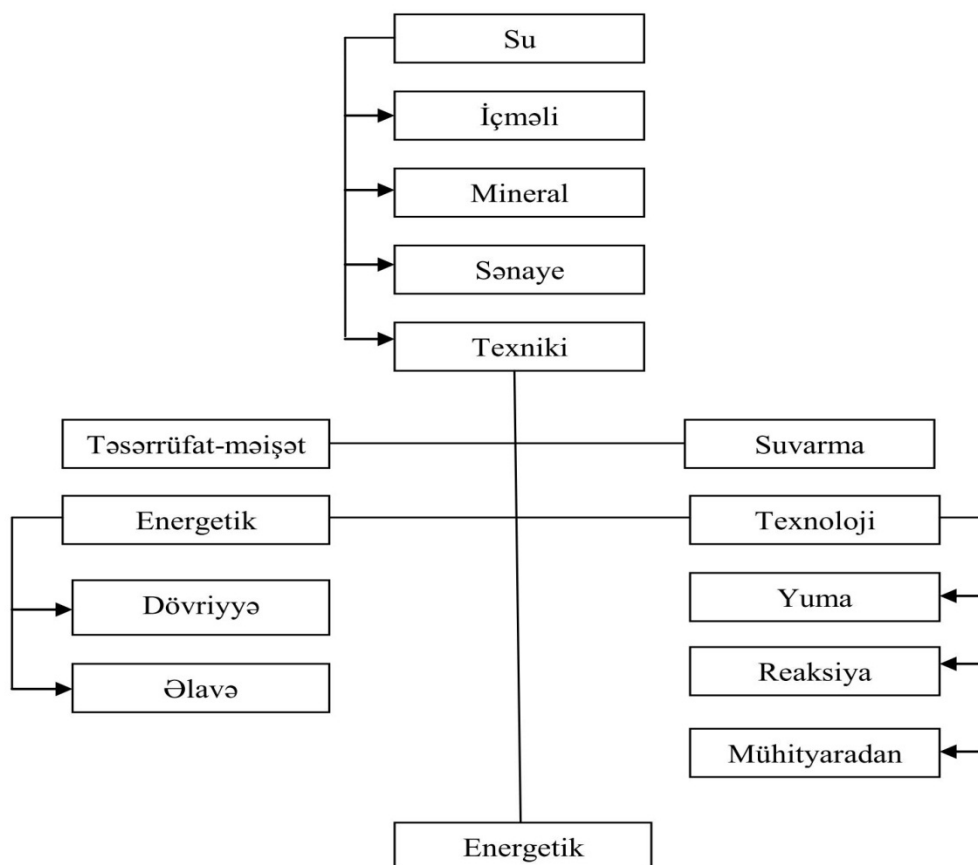 Su
İçməli
Mineral
Sənaye
Texniki
Təsərrüfat-məişət
Suvarma
Energetik
Texnoloji
Dövriyyə
Yuma
Əlavə
Reaksiya
Mühityaradan
Energetik